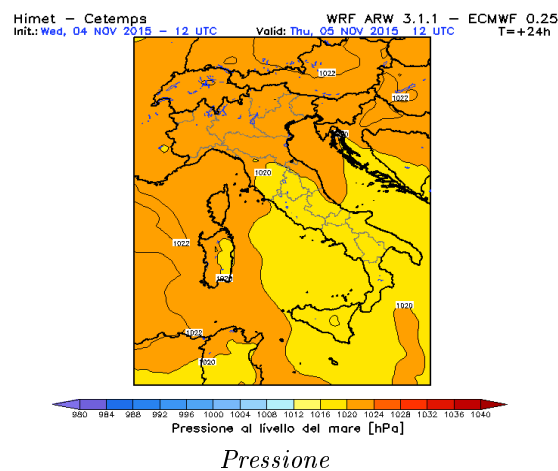 Himet – Cetemps WRF ARW 3.1.1 – ECMWF 0.25
Init.: Wed, 04 NOV 2015 – 12 UTC Valid: Thu, 05 NOV 2015 12 UTC T=+24h
1022
1022
1020
1022
1020
1020
1022
1020
980 984 988 992 996 1000 1004 1008 1012 1016 1020 1024 1028 1032 1036 1040
Pressione al livello del mare [hPa]
Pressione